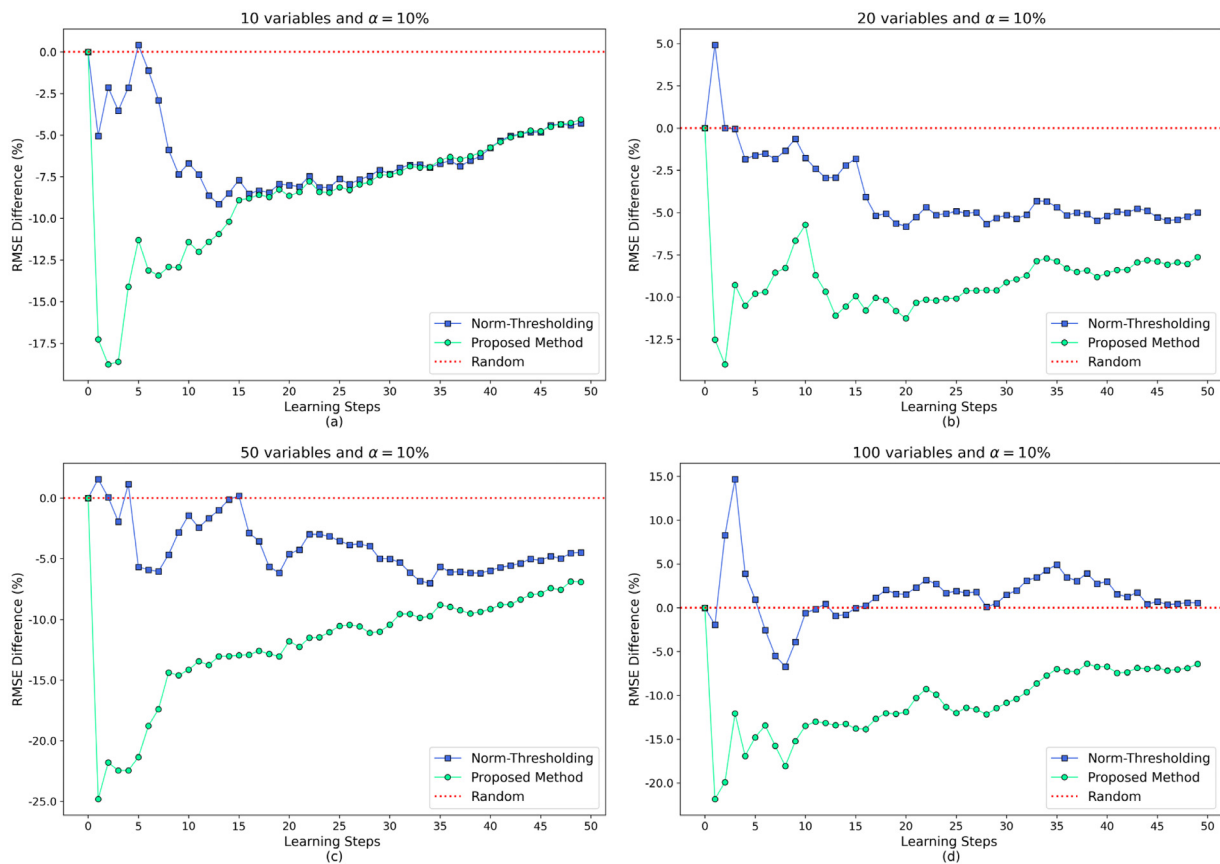 10 variables and α = 10%
RMSE Difference (%)
0.0
-2.5
-5.0
-7.5
-10.0
-12.5
-15.0
-17.5
Norm-Thresholding
Proposed Method
Random
0 5 10 15 20 25 30 35 40 45 50
Learning Steps
(a)
20 variables and α = 10%
RMSE Difference (%)
5.0
2.5
0.0
-2.5
-5.0
-7.5
-10.0
-12.5
Norm-Thresholding
Proposed Method
Random
0 5 10 15 20 25 30 35 40 45 50
Learning Steps
(b)
50 variables and α = 10%
RMSE Difference (%)
0.0
-5.0
-10.0
-15.0
-20.0
-25.0
Norm-Thresholding
Proposed Method
Random
0 5 10 15 20 25 30 35 40 45 50
Learning Steps
(c)
100 variables and α = 10%
RMSE Difference (%)
15.0
10.0
5.0
0.0
-5.0
-10.0
-15.0
-20.0
Norm-Thresholding
Proposed Method
Random
0 5 10 15 20 25 30 35 40 45 50
Learning Steps
(d)